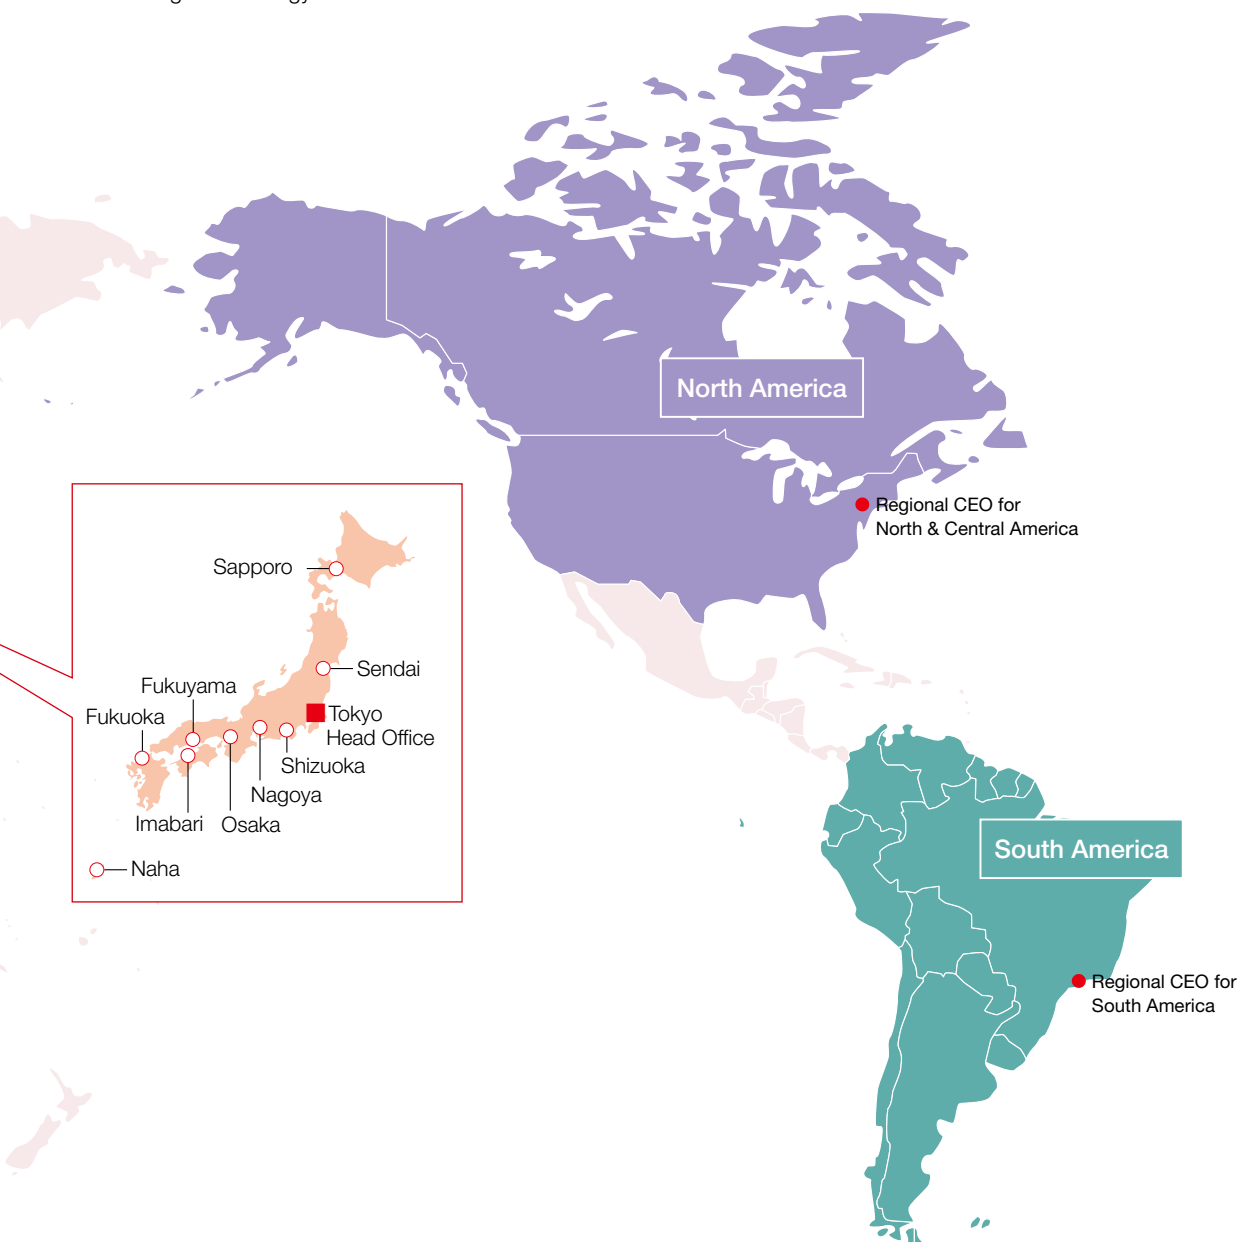 North America
Regional CEO for
North & Central America
Sapporo
Sendai
Fukuyama
Fukuoka
Tokyo
Head Office
Shizuoka
Nagoya
Imabari
Osaka
Naha
South America
Regional CEO for
South America